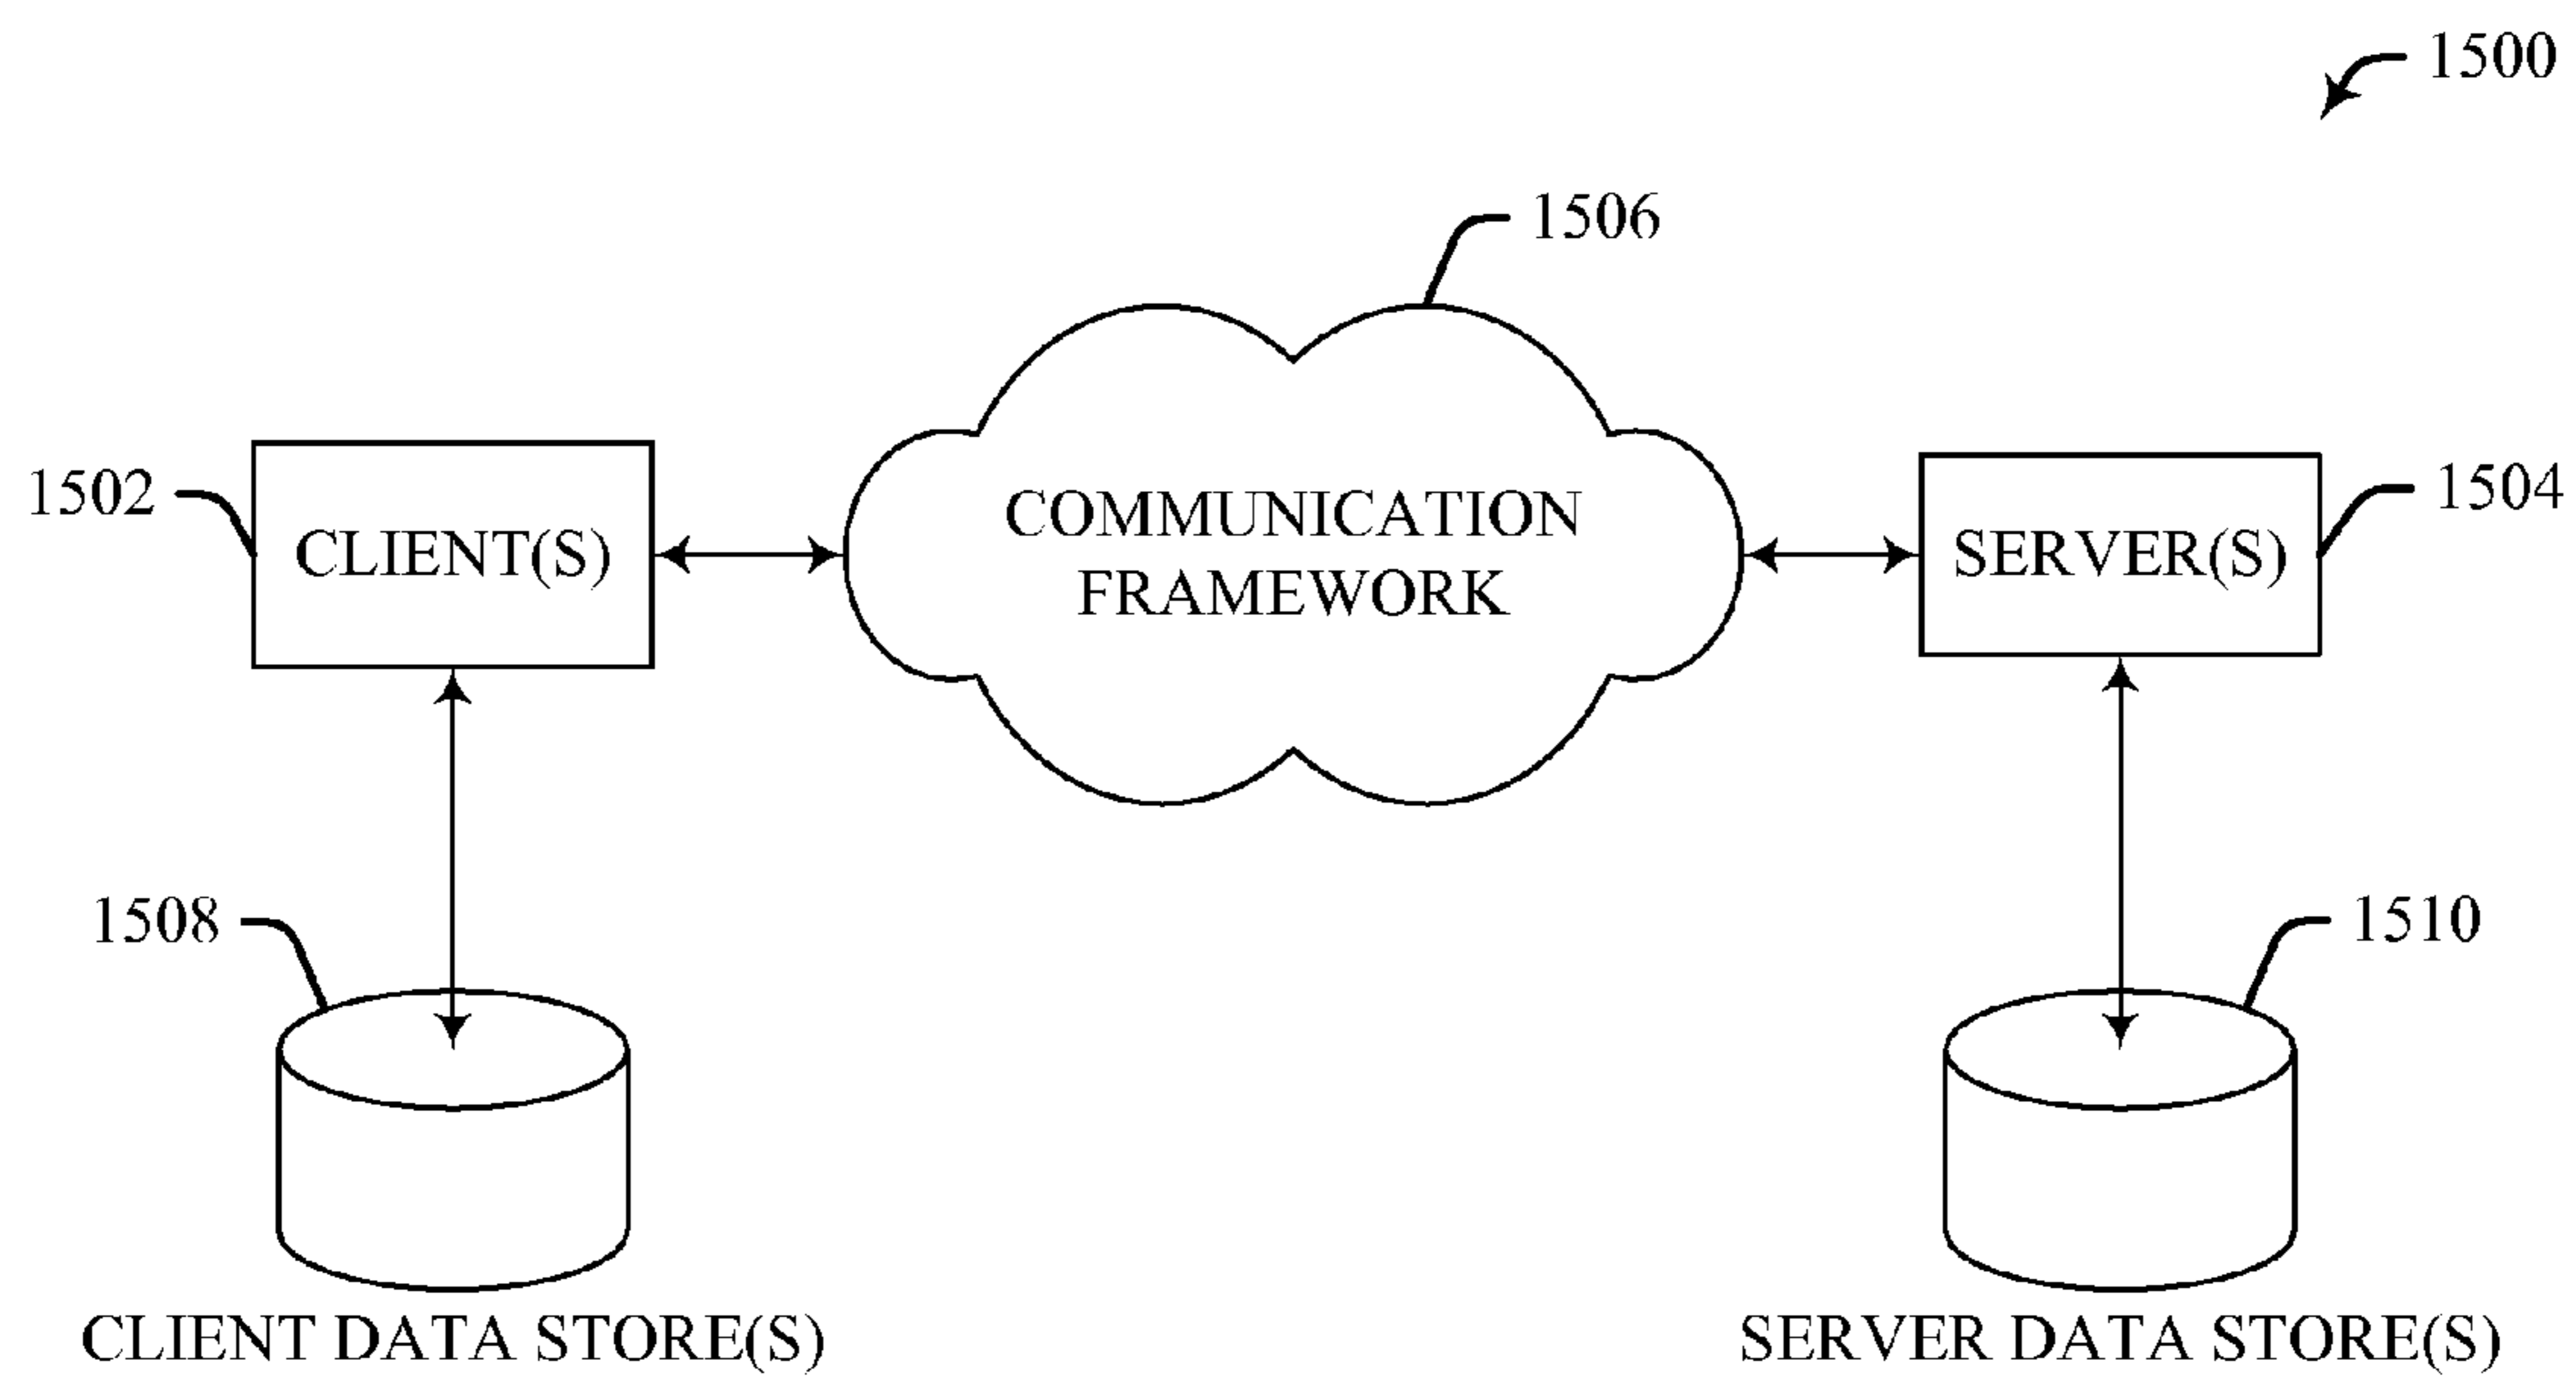 1500
1506
1502
CLIENT(S)
COMMUNICATION
FRAMEWORK
SERVER(S)
1504
1508
1510
CLIENT DATA STORE(S)
SERVER DATA STORE(S)